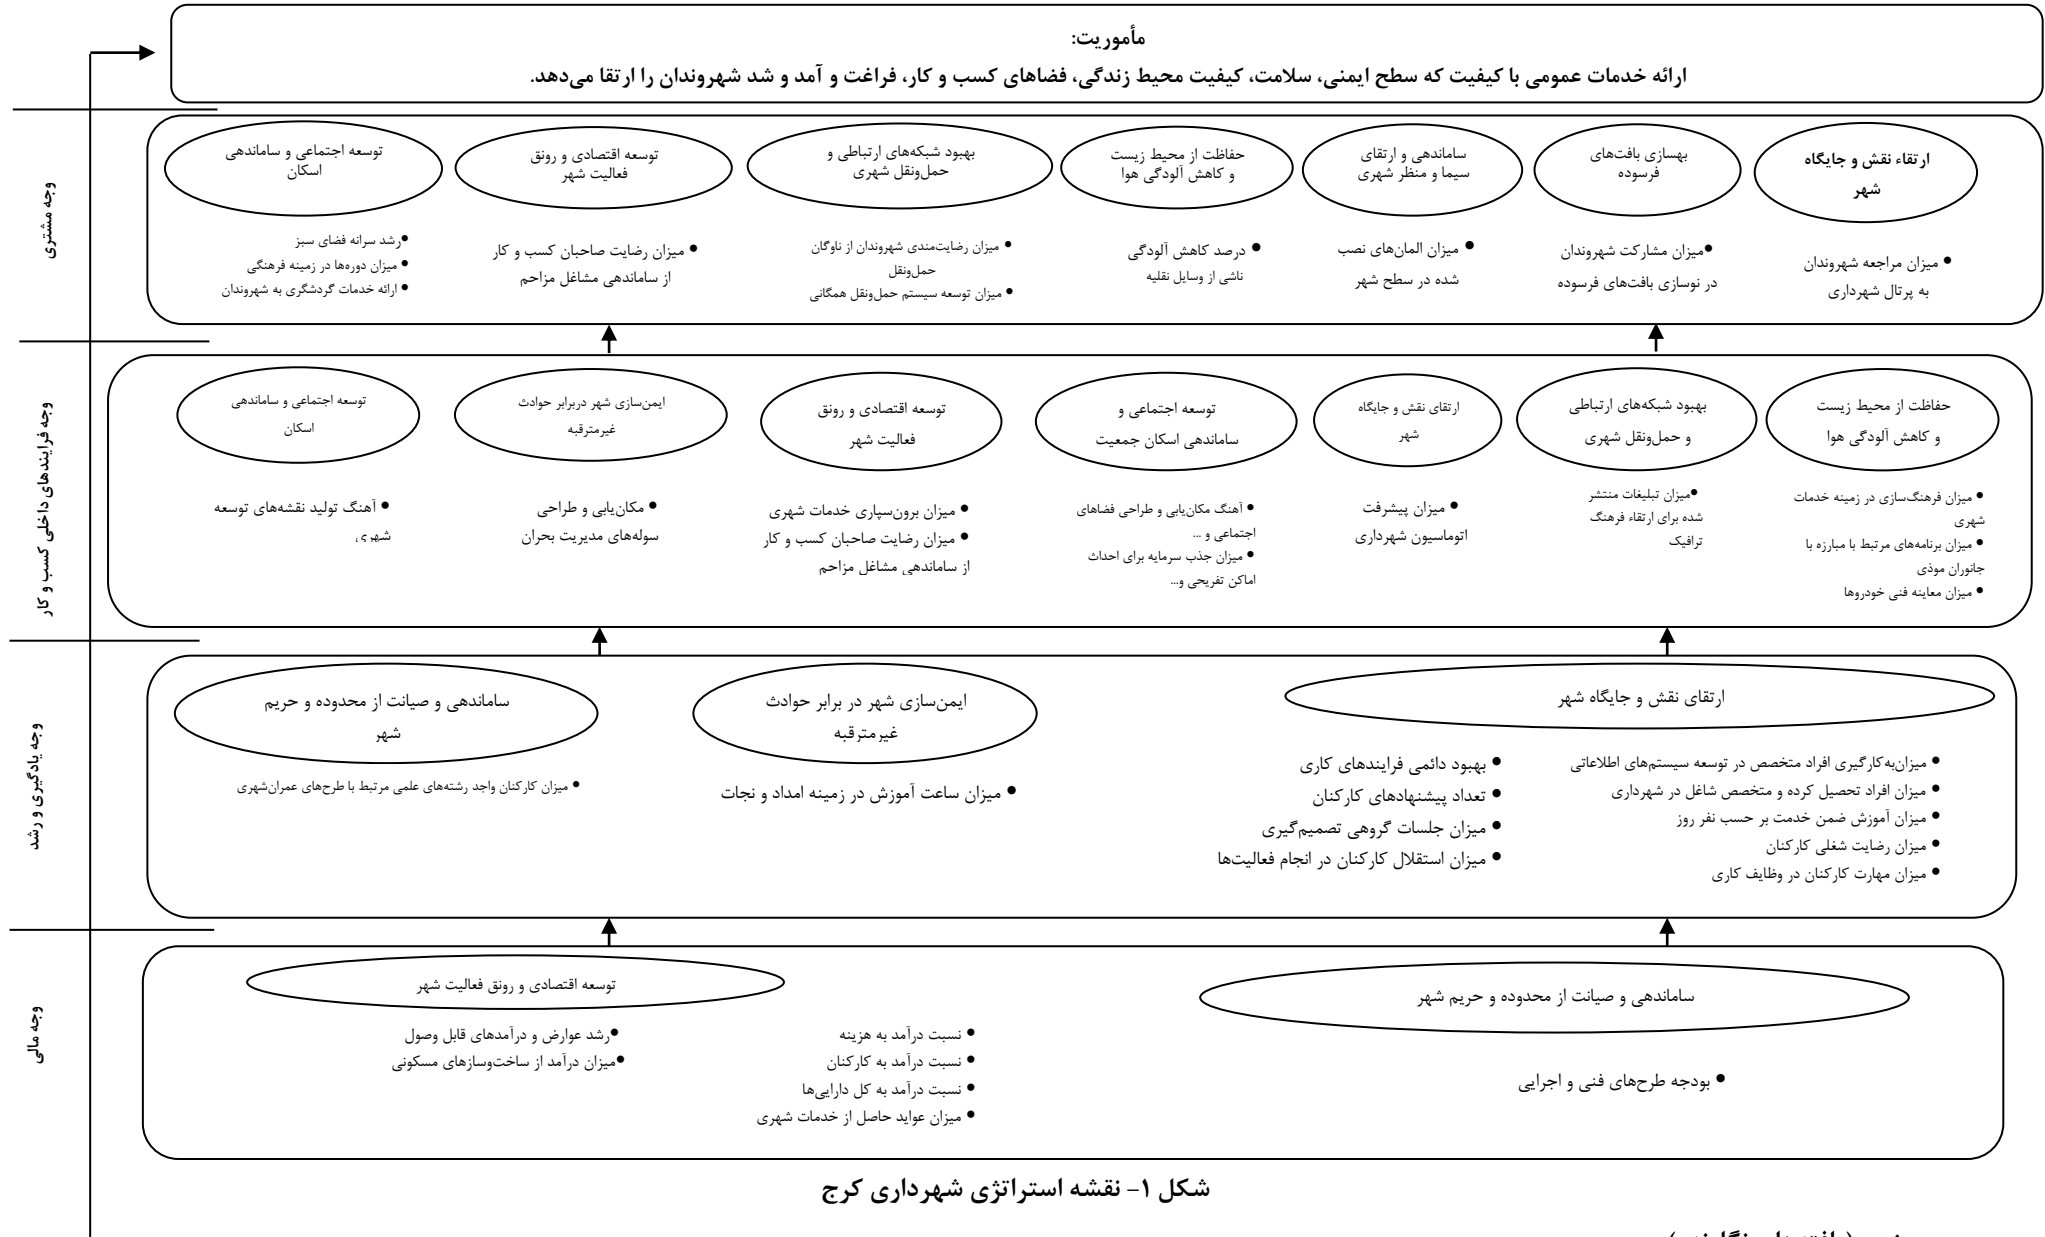 مأموریت:
ارائه خدمات عمومی با کیفیت که سطح ایمنی، سلامت، کیفیت محیط زندگی، فضاهای کسب و کار، فراغت و آمد و شد شهروندان را ارتقا می‌دهد.
وجه مشتری
ارتقاء نقش و جایگاه
شهر
● میزان مراجعه شهروندان
به پرتال شهرداری
بهسازی بافت‌های
فرسوده
●میزان مشارکت شهروندان
در نوسازی بافت‌های فرسوده
ساماندهی و ارتقای
سیما و منظر شهری
● میزان المان‌های نصب
شده در سطح شهر
حفاظت از محیط زیست
و کاهش آلودگی هوا
● درصد کاهش آلودگی
ناشی از وسایل نقلیه
بهبود شبکه‌های ارتباطی و
حمل‌ونقل شهری
● میزان رضایت‌مندی شهروندان از ناوگان
حمل‌ونقل
● میزان توسعه سیستم حمل‌ونقل همگانی
توسعه اقتصادی و رونق
فعالیت شهر
● میزان رضایت صاحبان کسب و کار
از ساماندهی مشاغل مزاحم
توسعه اجتماعی و ساماندهی
اسکان
●رشد سرانه فضای سبز
● میزان دوره‌ها در زمینه فرهنگی
● ارائه خدمات گردشگری به شهروندان
وجه فرایندهای داخلی کسب و کار
حفاظت از محیط زیست
و کاهش آلودگی هوا
● میزان فرهنگ‌سازی در زمینه خدمات
شهری
● میزان برنامه‌های مرتبط با مبارزه با
جانوران موذی
● میزان معاینه فنی خودروها
بهبود شبکه‌های ارتباطی
و حمل‌ونقل شهری
●میزان تبلیغات منتشر
شده برای ارتقاء فرهنگ
ترافیک
ارتقای نقش و جایگاه
شهر
● میزان پیشرفت
اتوماسیون شهرداری
توسعه اجتماعی و
ساماندهی اسکان جمعیت
● آهنگ مکان‌یابی و طراحی فضاهای
اجتماعی و ...
● میزان جذب سرمایه برای احداث
اماکن تفریحی و...
توسعه اقتصادی و رونق
فعالیت شهر
● میزان برون‌سپاری خدمات شهری
● میزان رضایت صاحبان کسب و کار
از ساماندهی مشاغل مزاحم
ایمن‌سازی شهر دربرابر حوادث
غیرمترقبه
● مکان‌یابی و طراحی
سوله‌های مدیریت بحران
توسعه اجتماعی و ساماندهی
اسکان
● آهنگ تولید نقشه‌های توسعه
شهری
وجه یادگیری و رشد
ارتقای نقش و جایگاه شهر
● میزان‌به‌کارگیری افراد متخصص در توسعه سیستم‌های اطلاعاتی
● میزان افراد تحصیل کرده و متخصص شاغل در شهرداری
● میزان آموزش ضمن خدمت بر حسب نفر روز
● میزان رضایت شغلی کارکنان
● میزان مهارت کارکنان در وظایف کاری
● بهبود دائمی فرایندهای کاری
● تعداد پیشنهادهای کارکنان
● میزان جلسات گروهی تصمیم‌گیری
● میزان استقلال کارکنان در انجام فعالیت‌ها
ایمن‌سازی شهر در برابر حوادث
غیرمترقبه
● میزان ساعت آموزش در زمینه امداد و نجات
ساماندهی و صیانت از محدوده و حریم
شهر
● میزان کارکنان واجد رشته‌های علمی مرتبط با طرح‌های عمران‌شهری
وجه مالی
ساماندهی و صیانت از محدوده و حریم شهر
● بودجه طرح‌های فنی و اجرایی
توسعه اقتصادی و رونق فعالیت شهر
● نسبت درآمد به هزینه
● نسبت درآمد به کارکنان
● نسبت درآمد به کل دارایی‌ها
● میزان عواید حاصل از خدمات شهری
●رشد عوارض و درآمدهای قابل وصول
●میزان درآمد از ساخت‌وسازهای مسکونی
شکل ۱- نقشه استراتژی شهرداری کرج